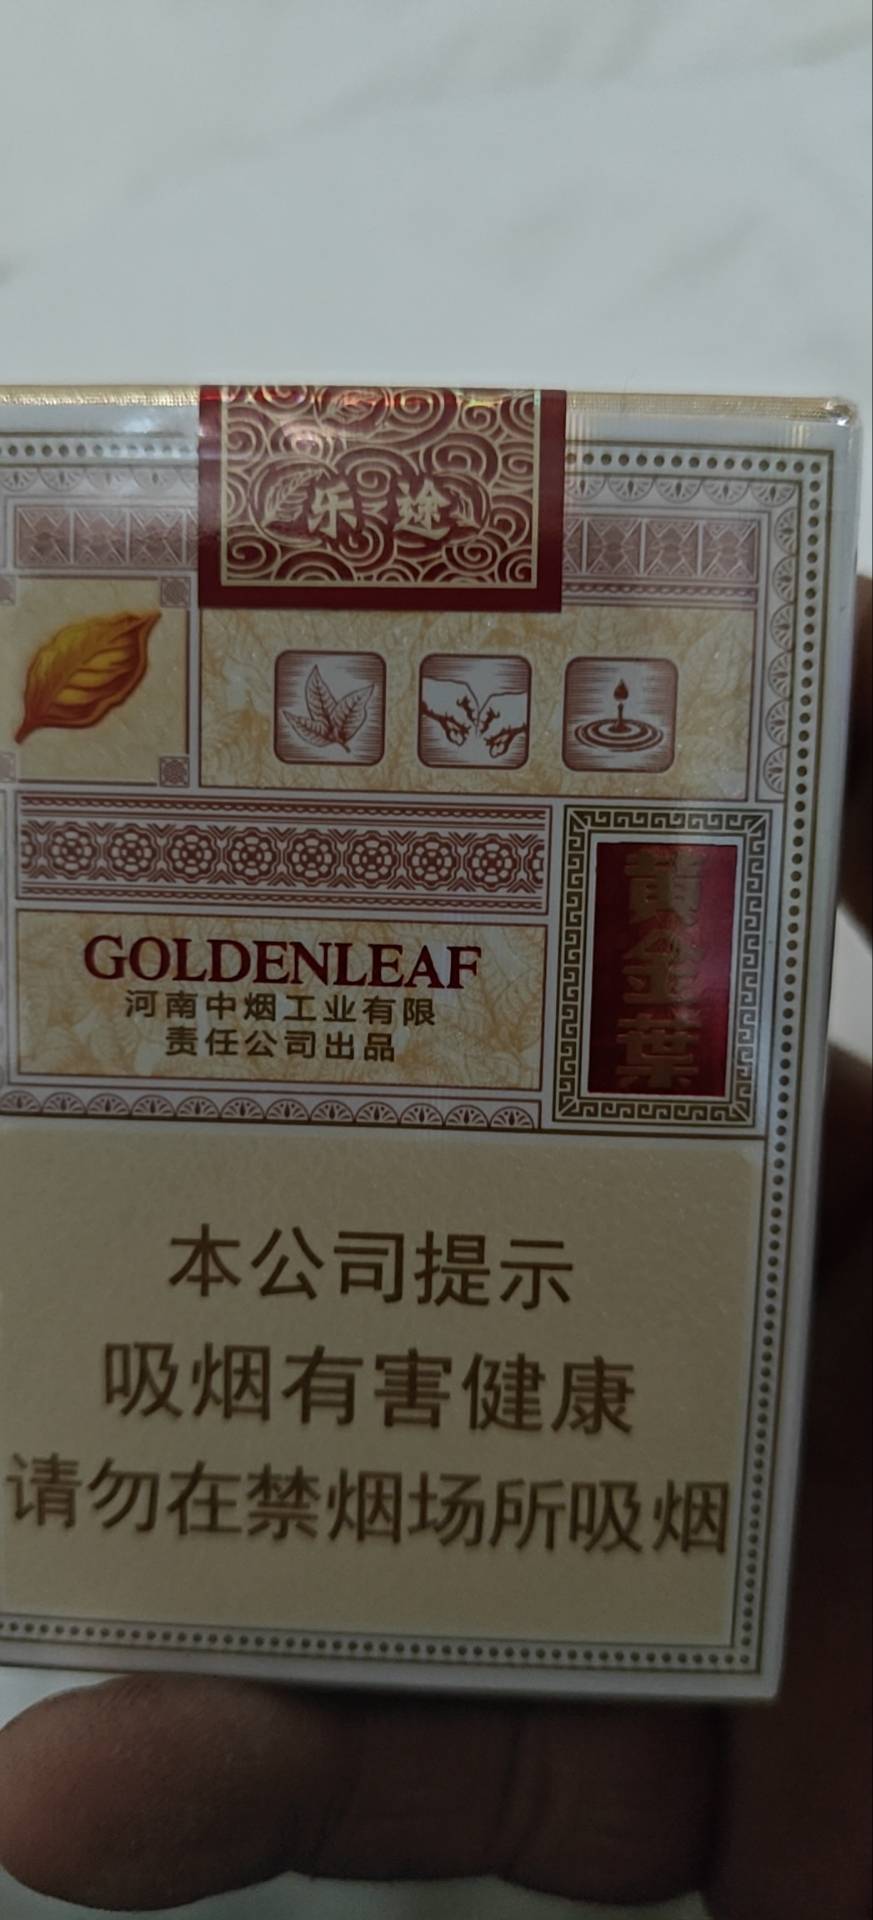 乐途
GOLDENLEAF
河南中烟工业有限
责任公司出品
黄金葉
本公司提示
吸烟有害健康
请勿在禁烟场所吸烟